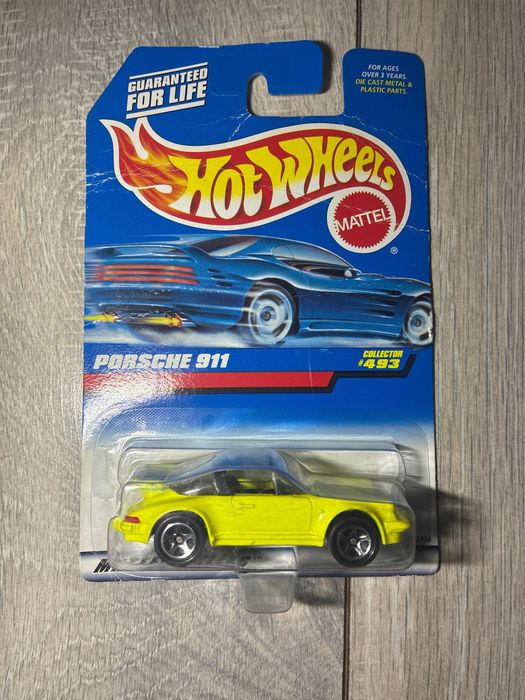 GUARANTEED
FOR LIFE
FOR AGES
OVER 3 YEARS.
DIE CAST METAL &
PLASTIC PARTS.
HOT WHEELS
MATTEL
®
PORSCHE 911
COLLECTOR
#493